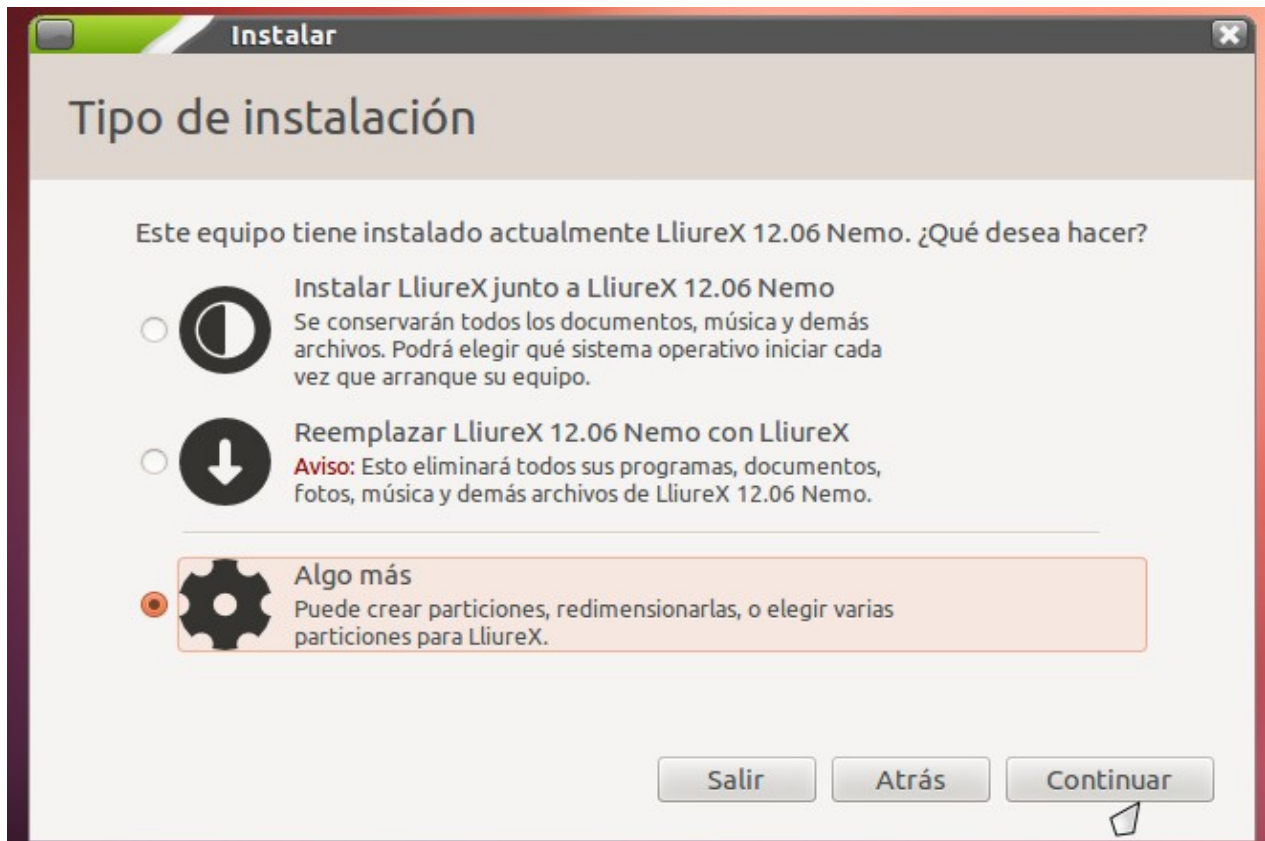 Instalar
Tipo de instalación
Este equipo tiene instalado actualmente LliureX 12.06 Nemo. ¿Qué desea hacer?
Instalar LliureX junto a LliureX 12.06 Nemo
Se conservarán todos los documentos, música y demás
archivos. Podrá elegir qué sistema operativo iniciar cada
vez que arranque su equipo.
Reemplazar LliureX 12.06 Nemo con LliureX
Aviso: Esto eliminará todos sus programas, documentos,
fotos, música y demás archivos de LliureX 12.06 Nemo.
Algo más
Puede crear particiones, redimensionarlas, o elegir varias
particiones para LliureX.
Salir
Atrás
Continuar